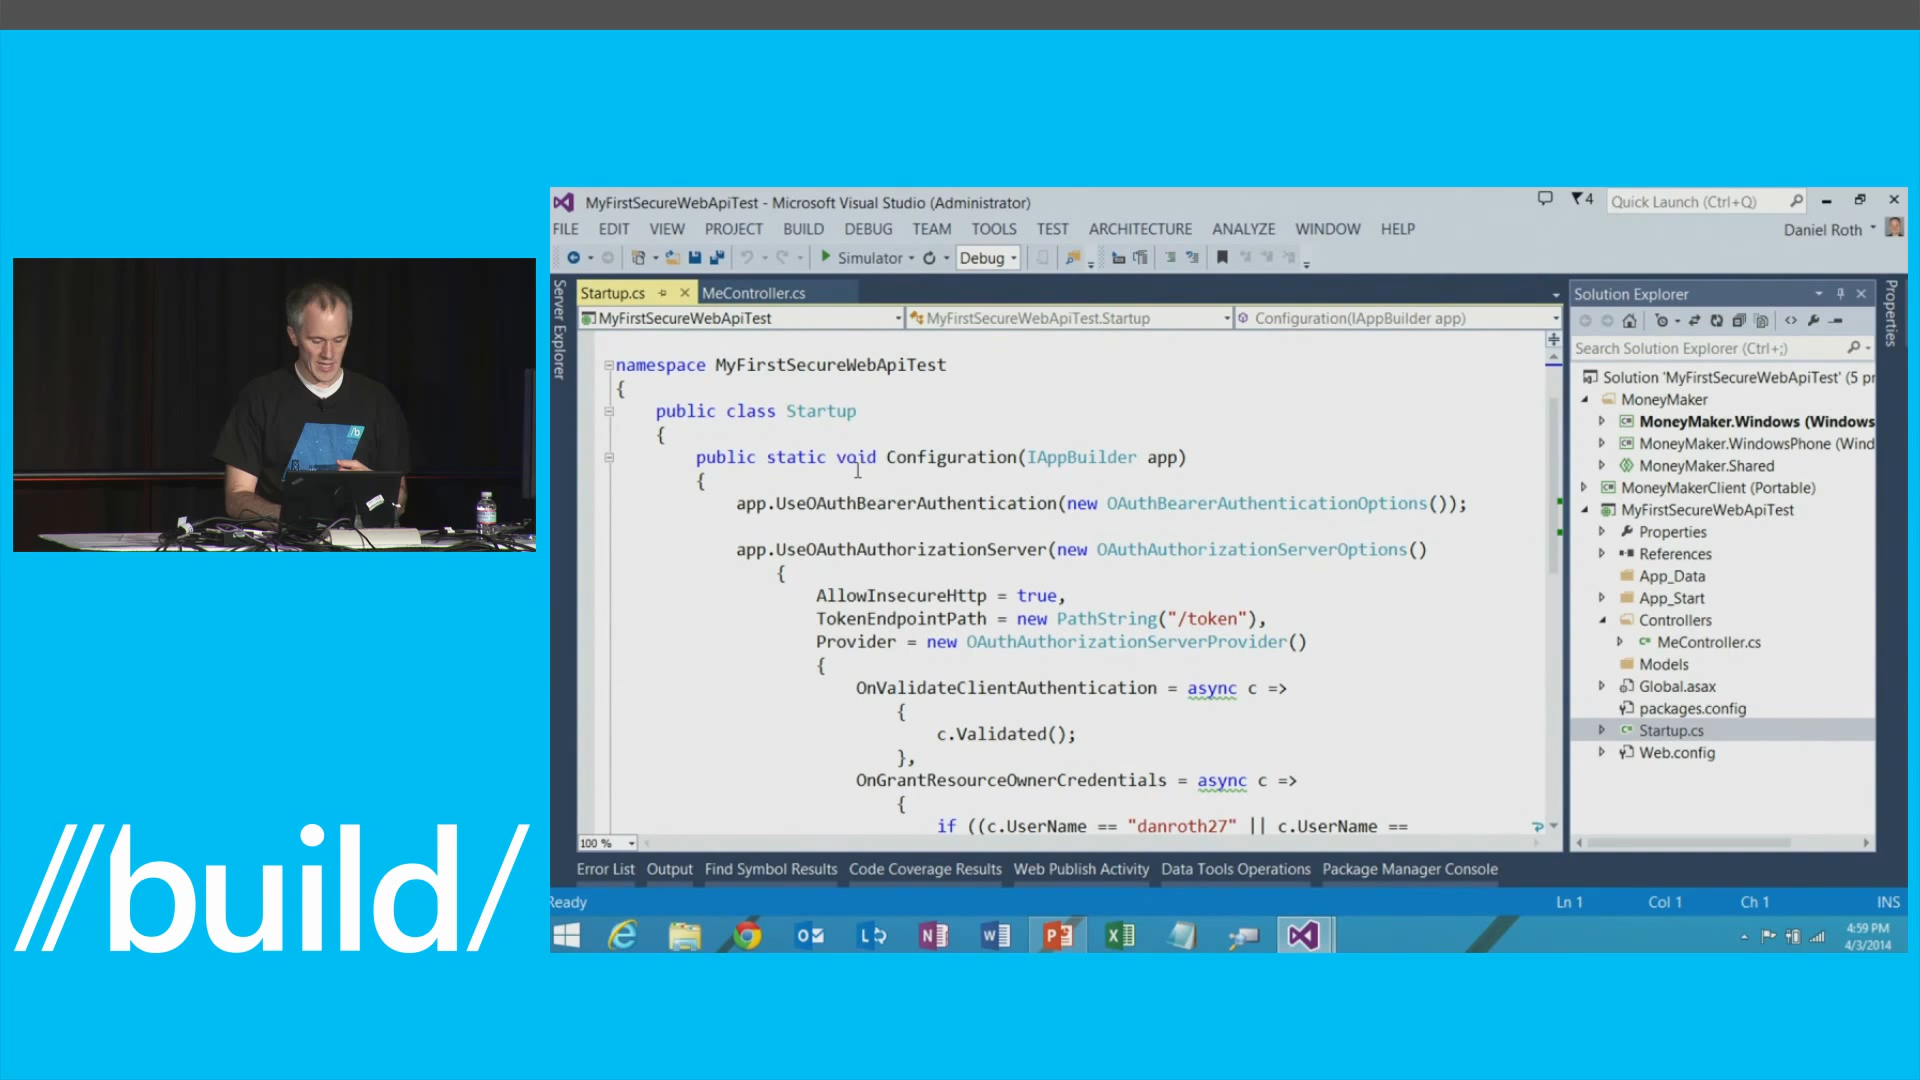 MyFirstSecureWebApiTest - Microsoft Visual Studio (Administrator)
4
Quick Launch (Ctrl+Q)
FILE EDIT VIEW PROJECT BUILD DEBUG TEAM TOOLS TEST ARCHITECTURE ANALYZE WINDOW HELP
Daniel Roth
Simulator
Debug
Server Explorer
Startup.cs
MeController.cs
MyFirstSecureWebApiTest
MyFirstSecureWebApiTest.Startup
Configuration(IAppBuilder app)
namespace MyFirstSecureWebApiTest
{
public class Startup
{
public static void Configuration(IAppBuilder app)
{
app.UseOAuthBearerAuthentication(new OAuthBearerAuthenticationOptions());
app.UseOAuthAuthorizationServer(new OAuthAuthorizationServerOptions()
{
AllowInsecureHttp = true,
TokenEndpointPath = new PathString("/token"),
Provider = new OAuthAuthorizationServerProvider()
{
OnValidateClientAuthentication = async c =>
{
c.Validated();
},
OnGrantResourceOwnerCredentials = async c =>
{
if ((c.UserName == "danroth27" || c.UserName ==
100 %
Solution Explorer
Search Solution Explorer (Ctrl+;)
Solution 'MyFirstSecureWebApiTest' (5 pr
MoneyMaker
MoneyMaker.Windows (Windows
MoneyMaker.WindowsPhone (Wind
MoneyMaker.Shared
MoneyMakerClient (Portable)
MyFirstSecureWebApiTest
Properties
References
App_Data
App_Start
Controllers
MeController.cs
Models
Global.asax
packages.config
Startup.cs
Web.config
Properties
Error List Output Find Symbol Results Code Coverage Results Web Publish Activity Data Tools Operations Package Manager Console
Ready
Ln 1 Col 1 Ch 1 INS
4:59 PM
4/3/2014
//build/